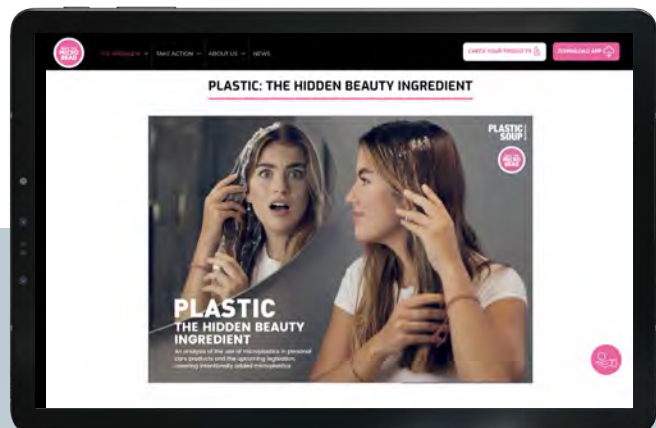 BEAT THE
MICRO
BEAD
THE PROBLEM
TAKE ACTION
ABOUT US
NEWS
CHECK YOUR PRODUCTS
DOWNLOAD APP
PLASTIC: THE HIDDEN BEAUTY INGREDIENT
PLASTIC
SOUP
MICRO
BEAD
PLASTIC
THE HIDDEN BEAUTY
INGREDIENT
An analysis of the use of microplastics in personal
care products and the upcoming legislation
covering intentionally added microplastics